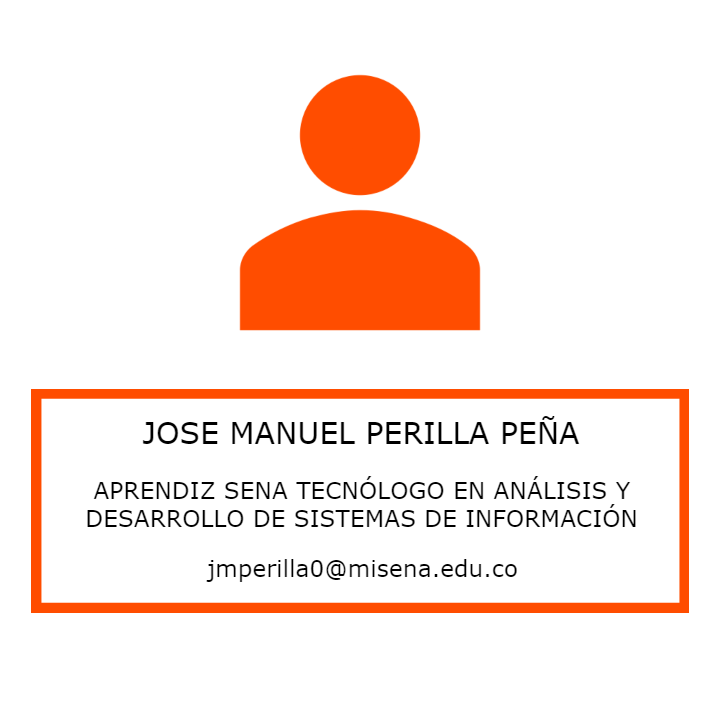 JOSE MANUEL PERILLA PEÑA
APRENDIZ SENA TECNÓLOGO EN ANÁLISIS Y
DESARROLLO DE SISTEMAS DE INFORMACIÓN
jmperilla0@misena.edu.co